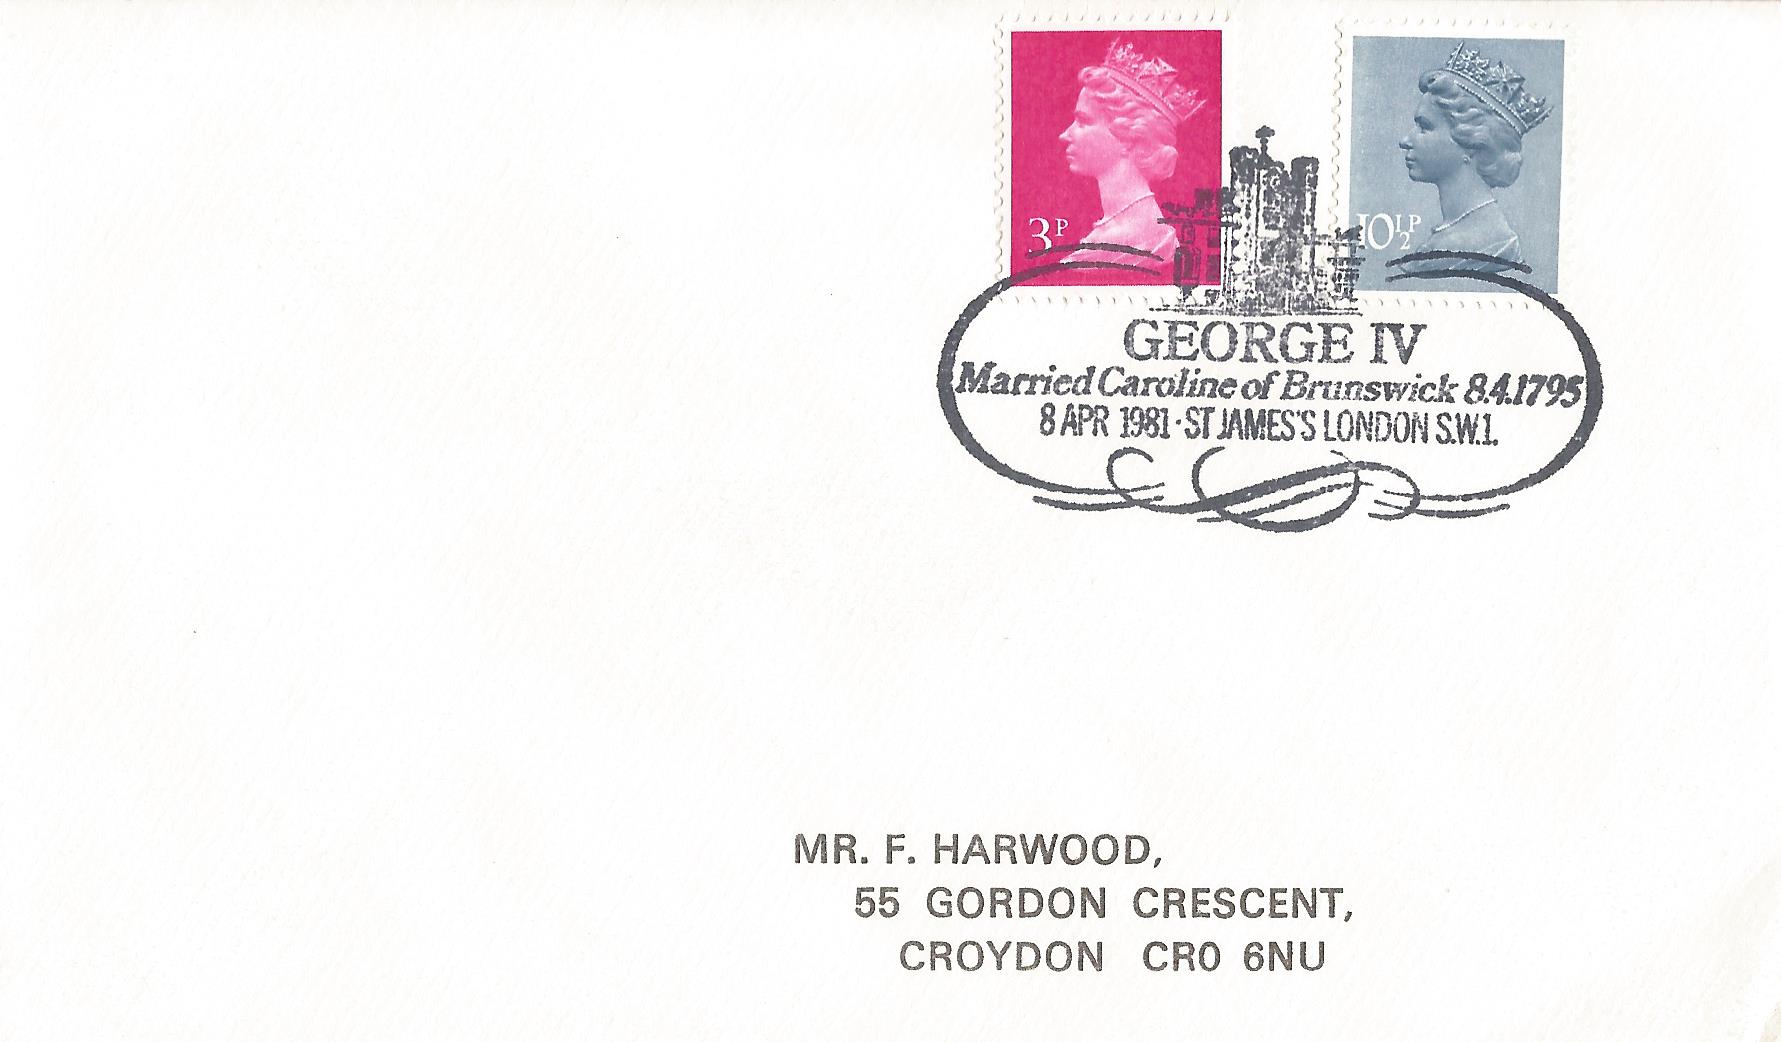 3P
10½P
GEORGE IV
Married Caroline of Brunswick 8.4.1795
8 APR 1981·ST JAMES'S LONDON S.W.1.
MR. F. HARWOOD,
55 GORDON CRESCENT,
CROYDON CR0 6NU